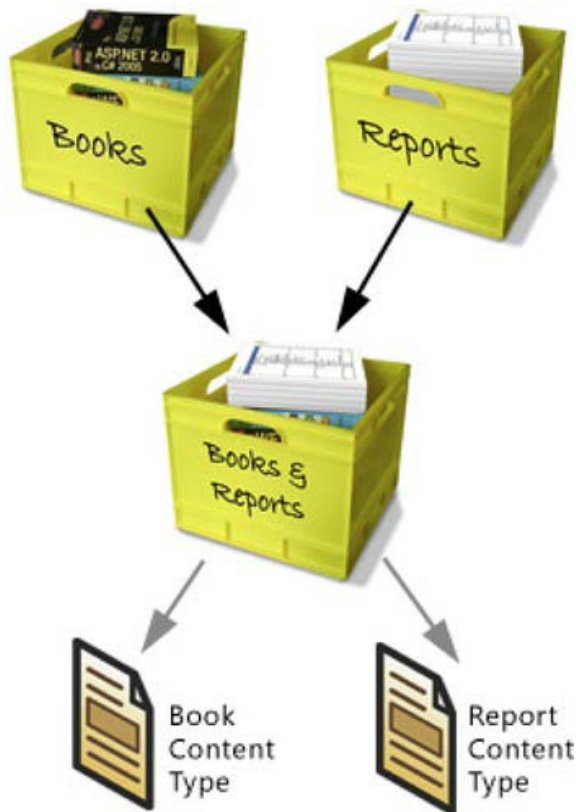 ASP.NET 2.0
C# 2005
Books
Reports
Books &
Reports
Book
Content
Type
Report
Content
Type